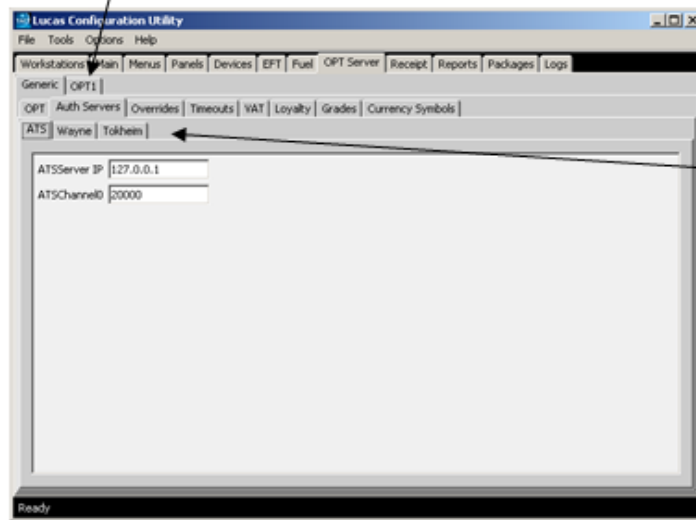 Lucas Configuration Utility
File Tools Options Help
Workstations Main Menus Panels Devices EFT Fuel OPT Server Receipt Reports Packages Logs
Generic OPT1
OPT Auth Servers Overrides Timeouts VAT Loyalty Grades Currency Symbols
ATS Wayne Tokheim
ATSServer IP 127.0.0.1
ATSChannel0 20000
Ready